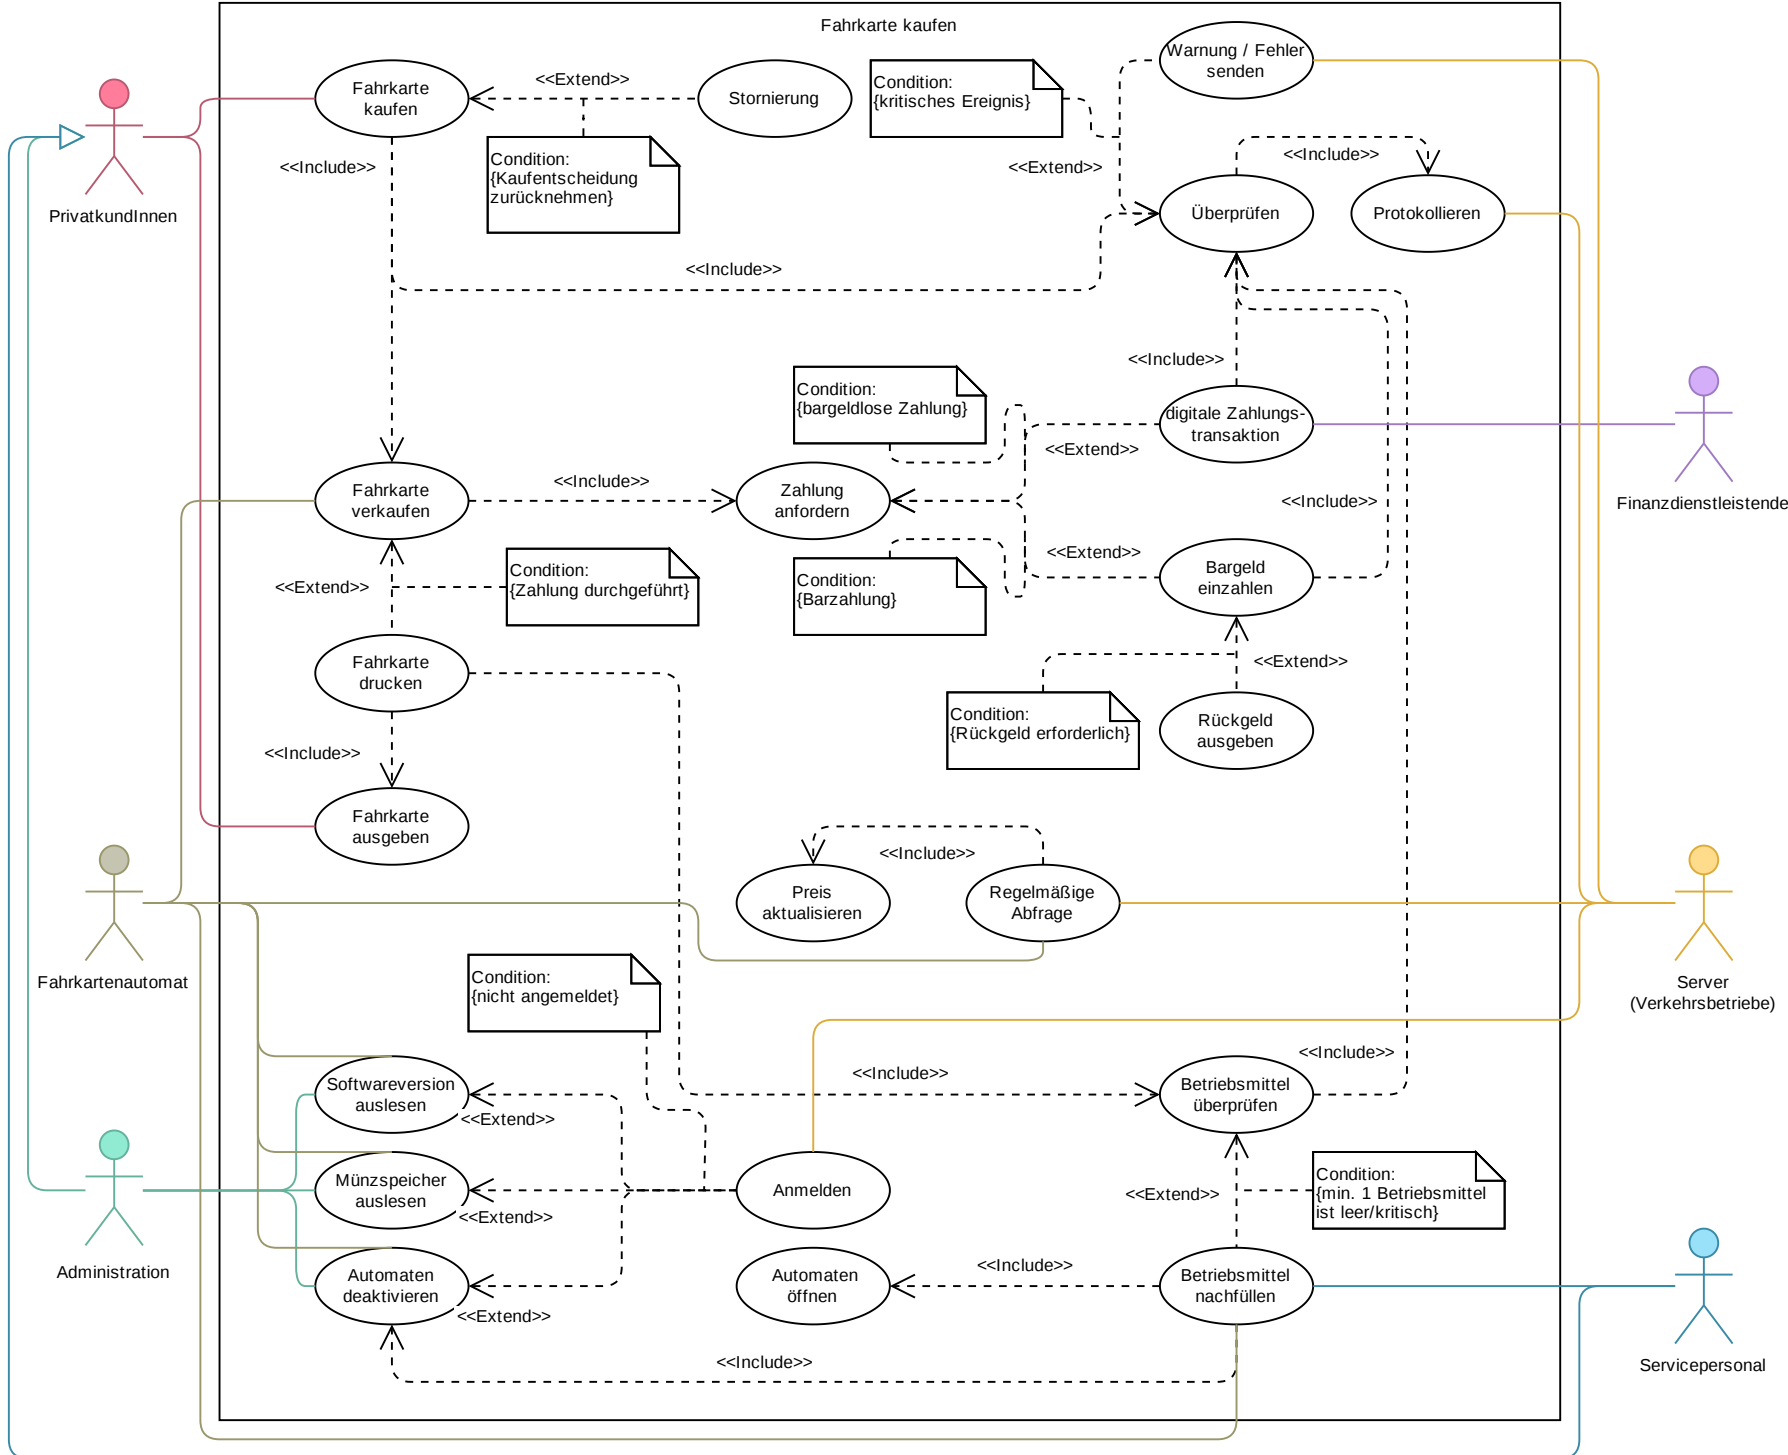 Fahrkarte kaufen
Warnung / Fehler
senden
Fahrkarte
kaufen
<<Extend>>
Stornierung
Condition:
{kritisches Ereignis}
Condition:
{Kaufentscheidung
zurücknehmen}
<<Include>>
<<Extend>>
<<Include>>
PrivatkundInnen
Überprüfen
Protokollieren
<<Include>>
<<Include>>
Condition:
{bargeldlose Zahlung}
digitale Zahlungs-
transaktion
<<Extend>>
Fahrkarte
verkaufen
<<Include>>
Zahlung
anfordern
<<Include>>
Finanzdienstleistende
<<Extend>>
Condition:
{Zahlung durchgeführt}
Condition:
{Barzahlung}
<<Extend>>
Bargeld
einzahlen
Fahrkarte
drucken
<<Extend>>
Condition:
{Rückgeld erforderlich}
Rückgeld
ausgeben
<<Include>>
Fahrkarte
ausgeben
<<Include>>
Preis
aktualisieren
Regelmäßige
Abfrage
Fahrkartenautomat
Condition:
{nicht angemeldet}
Server
(Verkehrsbetriebe)
<<Include>>
Softwareversion
auslesen
<<Extend>>
<<Include>>
Betriebsmittel
überprüfen
Münzspeicher
auslesen
<<Extend>>
Anmelden
<<Extend>>
Condition:
{min. 1 Betriebsmittel
ist leer/kritisch}
Administration
Automaten
deaktivieren
<<Extend>>
Automaten
öffnen
<<Include>>
Betriebsmittel
nachfüllen
<<Include>>
Servicepersonal